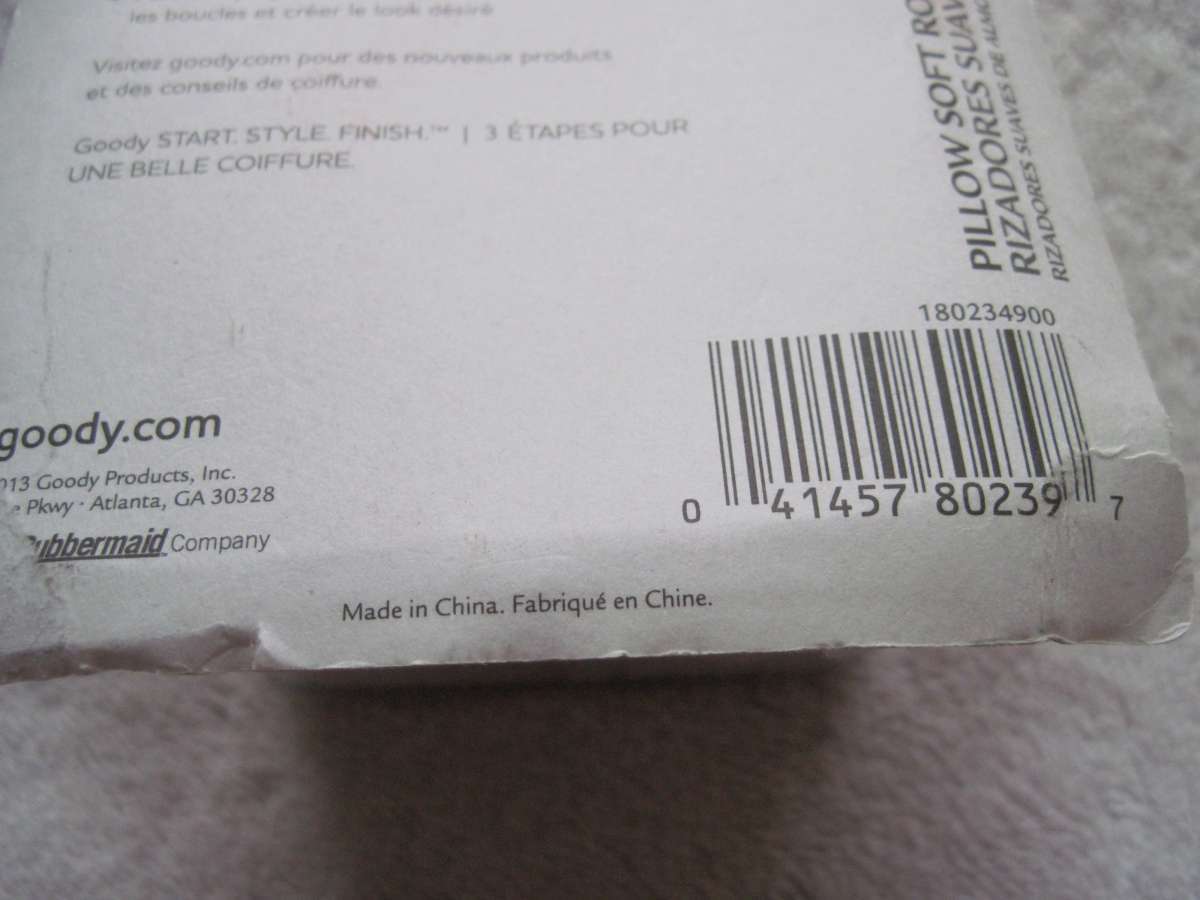 les boucles et créer le look désiré
Visitez goody.com pour des nouveaux produits
et des conseils de coiffure.
Goody START. STYLE. FINISH.™ | 3 ÉTAPES POUR
UNE BELLE COIFFURE.
PILLOW SOFT
RIZADORES
RIZADORES SUAVES DE
180234900
0 41457 80239 7
goody.com
Goody Products, Inc.
Pkwy · Atlanta, GA 30328
Company
Made in China. Fabriqué en Chine.